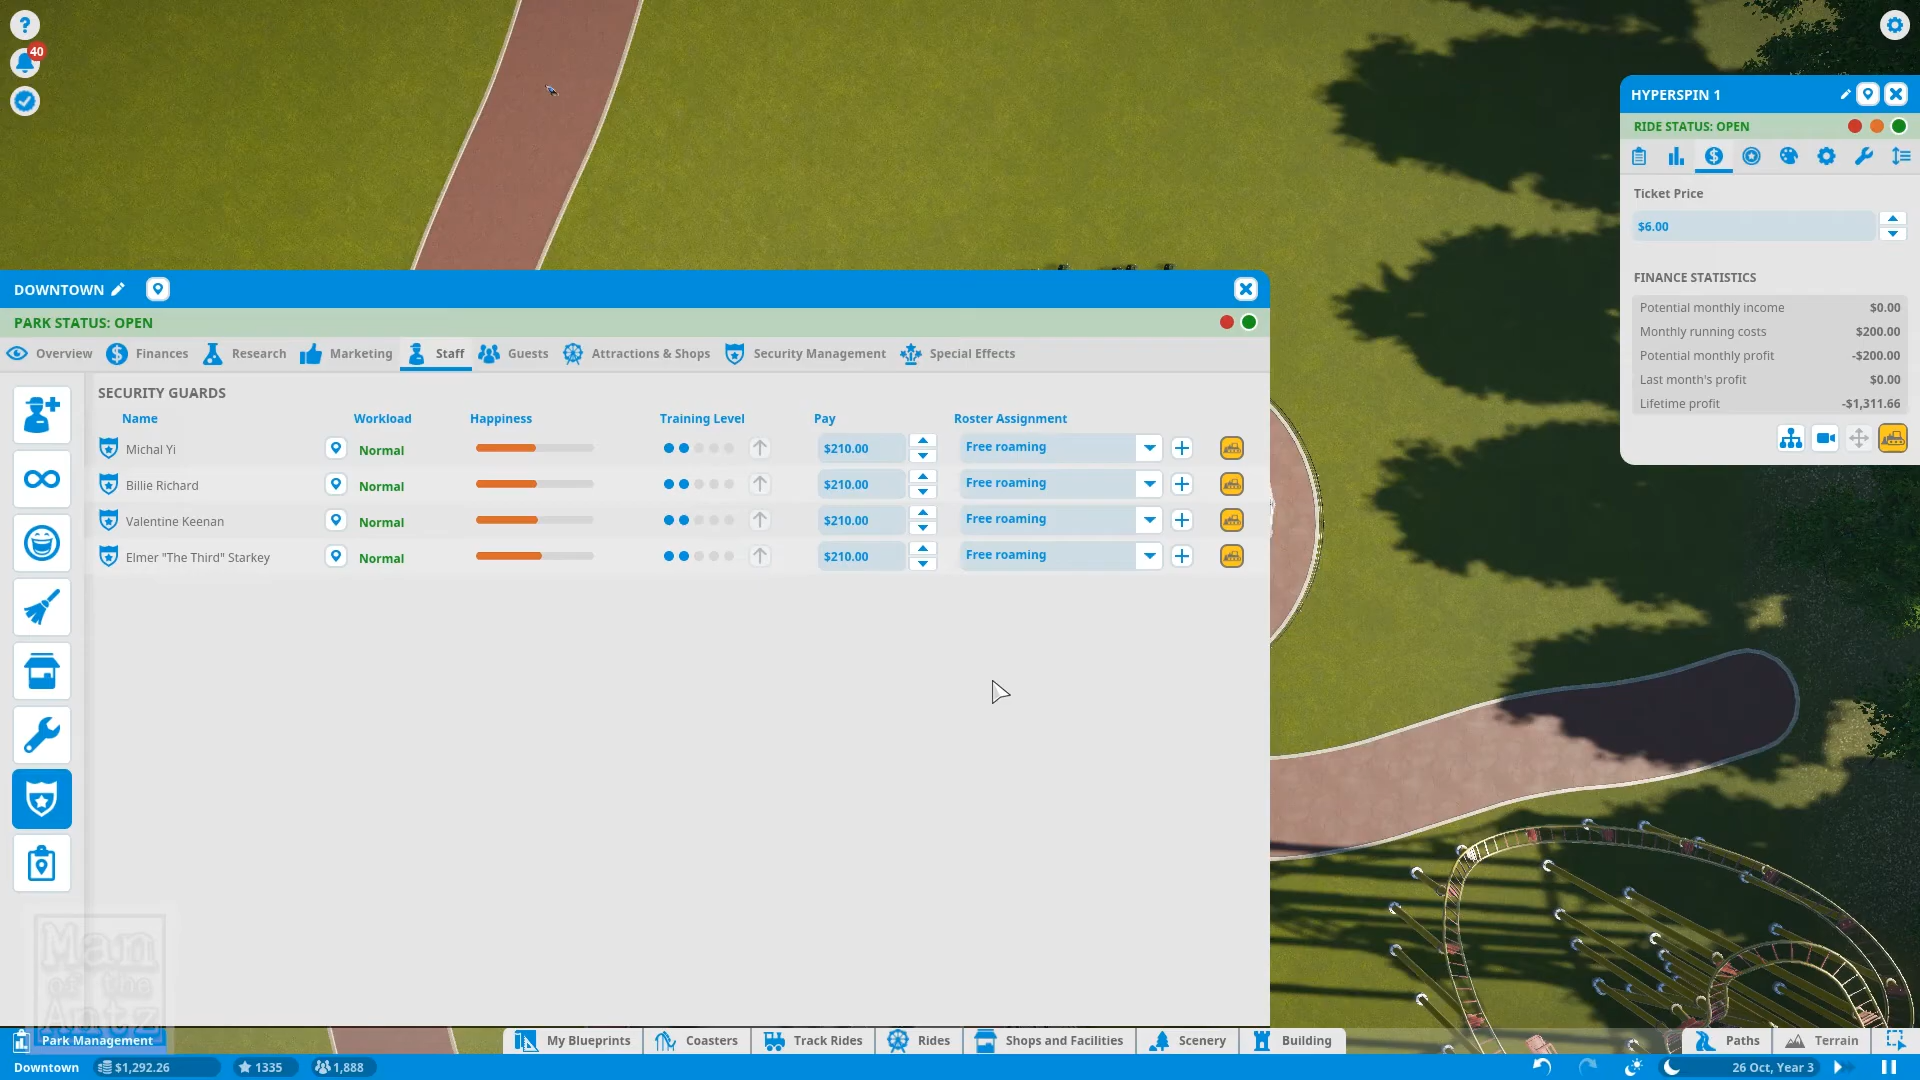 ?
40
HYPERSPIN 1
RIDE STATUS: OPEN
Ticket Price
$6.00
FINANCE STATISTICS
Potential monthly income $0.00
Monthly running costs $200.00
Potential monthly profit -$200.00
Last month's profit $0.00
Lifetime profit -$1,311.66
DOWNTOWN
PARK STATUS: OPEN
Overview Finances Research Marketing Staff Guests Attractions & Shops Security Management Special Effects
SECURITY GUARDS
Name Workload Happiness Training Level Pay Roster Assignment
Michal Yi Normal $210.00 Free roaming
Billie Richard Normal $210.00 Free roaming
Valentine Keenan Normal $210.00 Free roaming
Elmer "The Third" Starkey Normal $210.00 Free roaming
Man
of the
Antz
Park Management My Blueprints Coasters Track Rides Rides Shops and Facilities Scenery Building Paths Terrain
Downtown $1,292.26 1335 1,888 26 Oct, Year 3